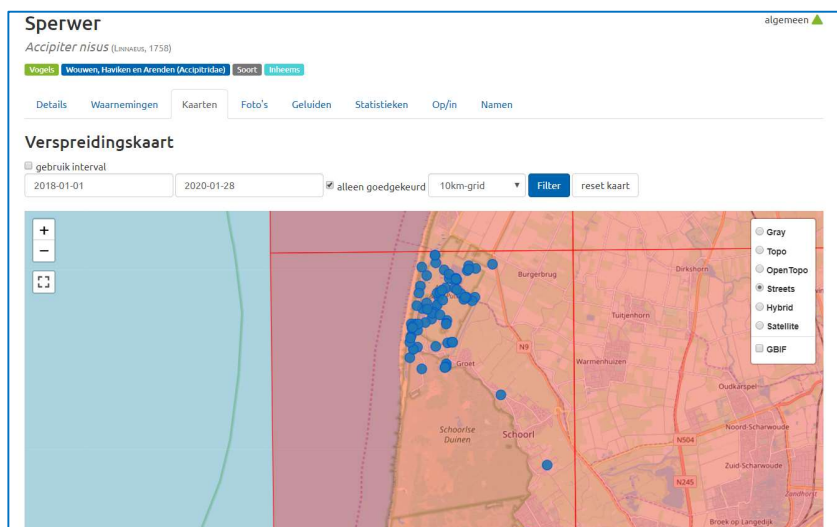 Sperwer
algemeen
Accipiter nisus (Linnaeus, 1758)
Vogels Wouwen, Haviken en Arenden (Accipitridae) Soort Inheems
Details Waarnemingen Kaarten Foto's Geluiden Statistieken Op/in Namen
Verspreidingskaart
gebruik interval
2018-01-01 2020-01-28 alleen goedgekeurd 10km-grid Filter reset kaart
+
−
Gray
Topo
OpenTopo
Streets
Hybrid
Satellite
GBIF
Burgerbrug
Dirkshorn
Tuitjenhorn
N9
Warmenhuizen
Groet
Oudkarspel
Schoorlse
Duinen
Schoorl
Noord-Scharwoude
N504
Zuid-Scharwoude
N245
Zandhorst
Broek op Langedijk